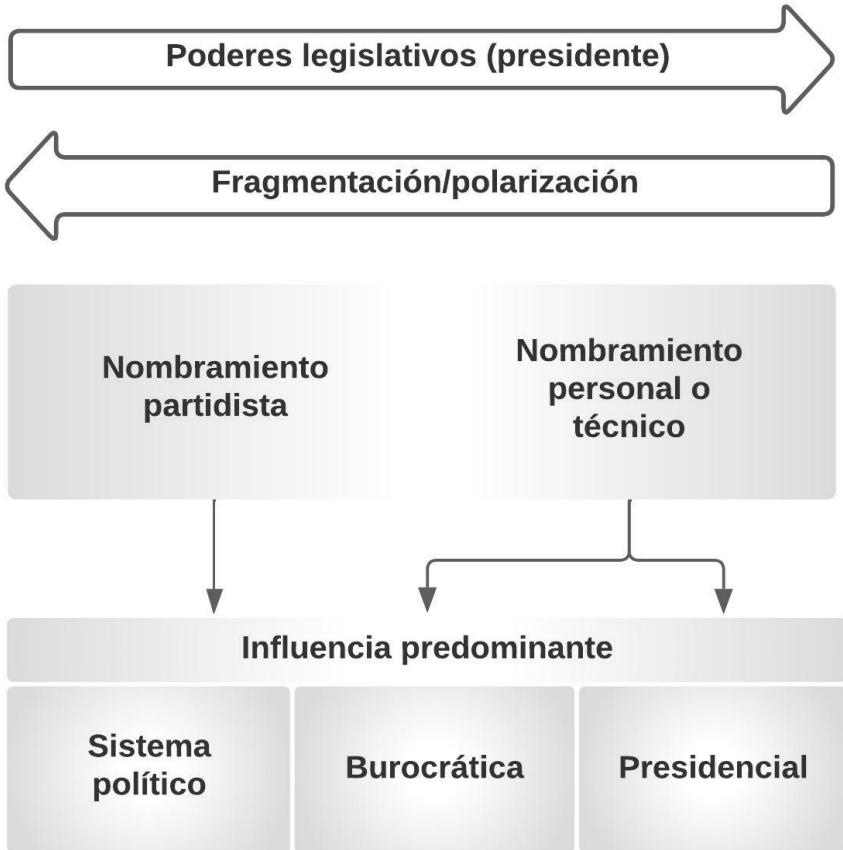 Poderes legislativos (presidente)
Fragmentación/polarización
Nombramiento
partidista
Nombramiento
personal o
técnico
Influencia predominante
Sistema
político
Burocrática
Presidencial